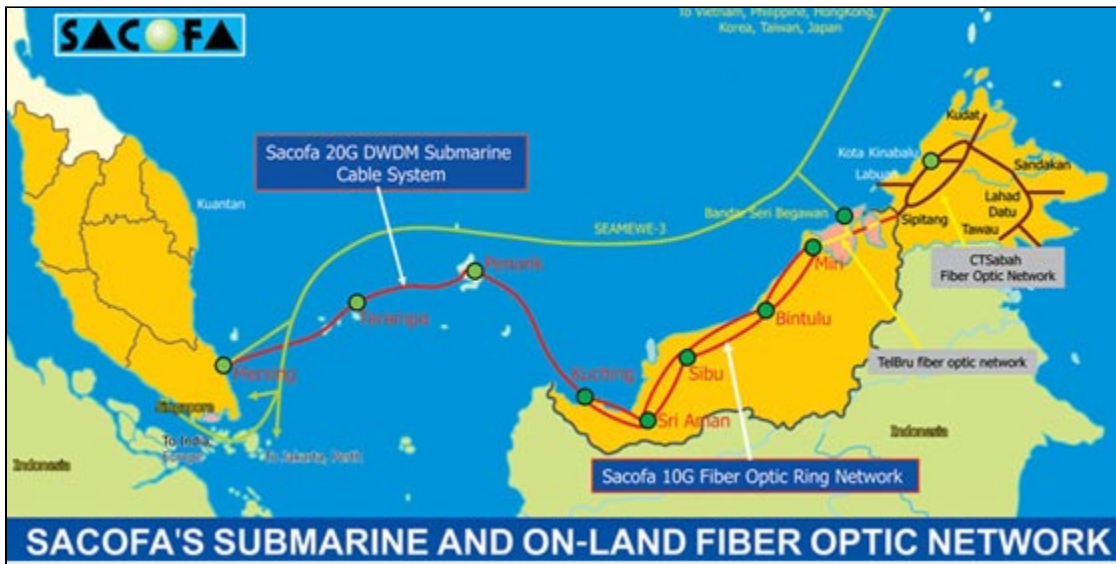 SACOFA
To Vietnam, Philippine, HongKong,
Korea, Taiwan, Japan
Kudat
Sacofa 20G DWDM Submarine
Cable System
Kota Kinabalu
Labuan
Sandakan
Kuantan
Lahad
Datu
Bandar Seri Begawan
Sipitang
SEAMEWE-3
Tawau
Miri
CTSabah
Fiber Optic Network
Penarik
Terampa
Bintulu
Mersing
Sibu
TelBru fiber optic network
Kuching
Singapore
Sri Aman
To India,
Europe
To Jakarta, Perth
Indonesia
Indonesia
Sacofa 10G Fiber Optic Ring Network
SACOFA'S SUBMARINE AND ON-LAND FIBER OPTIC NETWORK